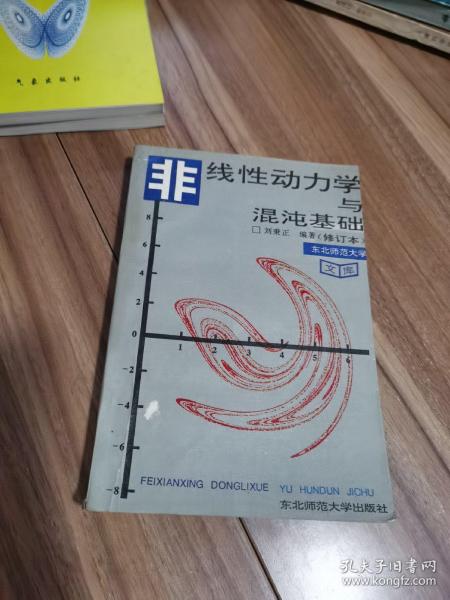 气象出版社
非线性动力学
与
混沌基础
□刘秉正 编著(修订本)
东北师范大学
文库
8
6
4
2
0
1 2 3 4 5 6
-2
-4
-6
-8
FEIXIANXING DONGLIXUE YU HUNDUN JICHU
东北师范大学出版社
孔夫子旧书网
www.kongfz.com